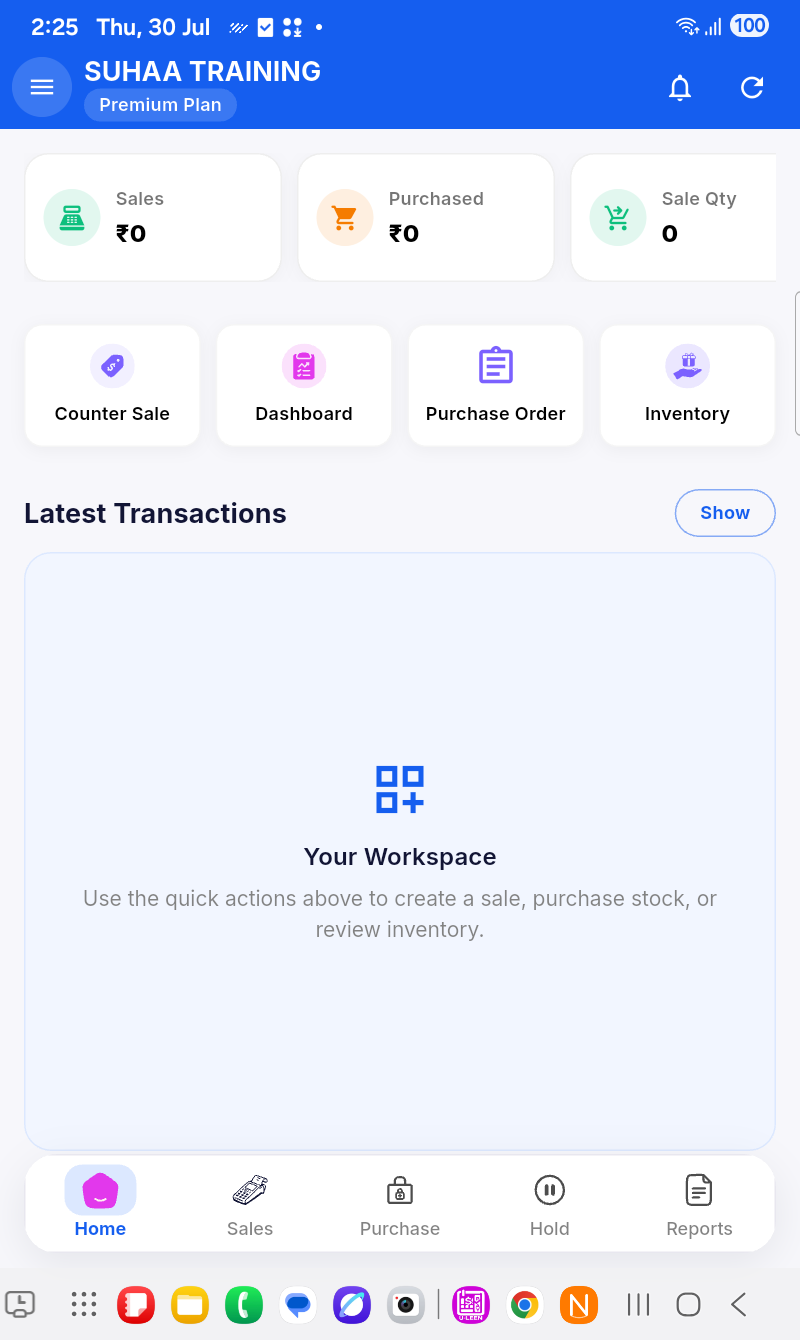 2:25 Thu, 30 Jul 100
SUHAA TRAINING
Premium Plan
Sales
₹0
Purchased
₹0
Sale Qty
0
Counter Sale
Dashboard
Purchase Order
Inventory
Latest Transactions
Show
Your Workspace
Use the quick actions above to create a sale, purchase stock, or
review inventory.
Home
Sales
Purchase
Hold
Reports
U-LEEN